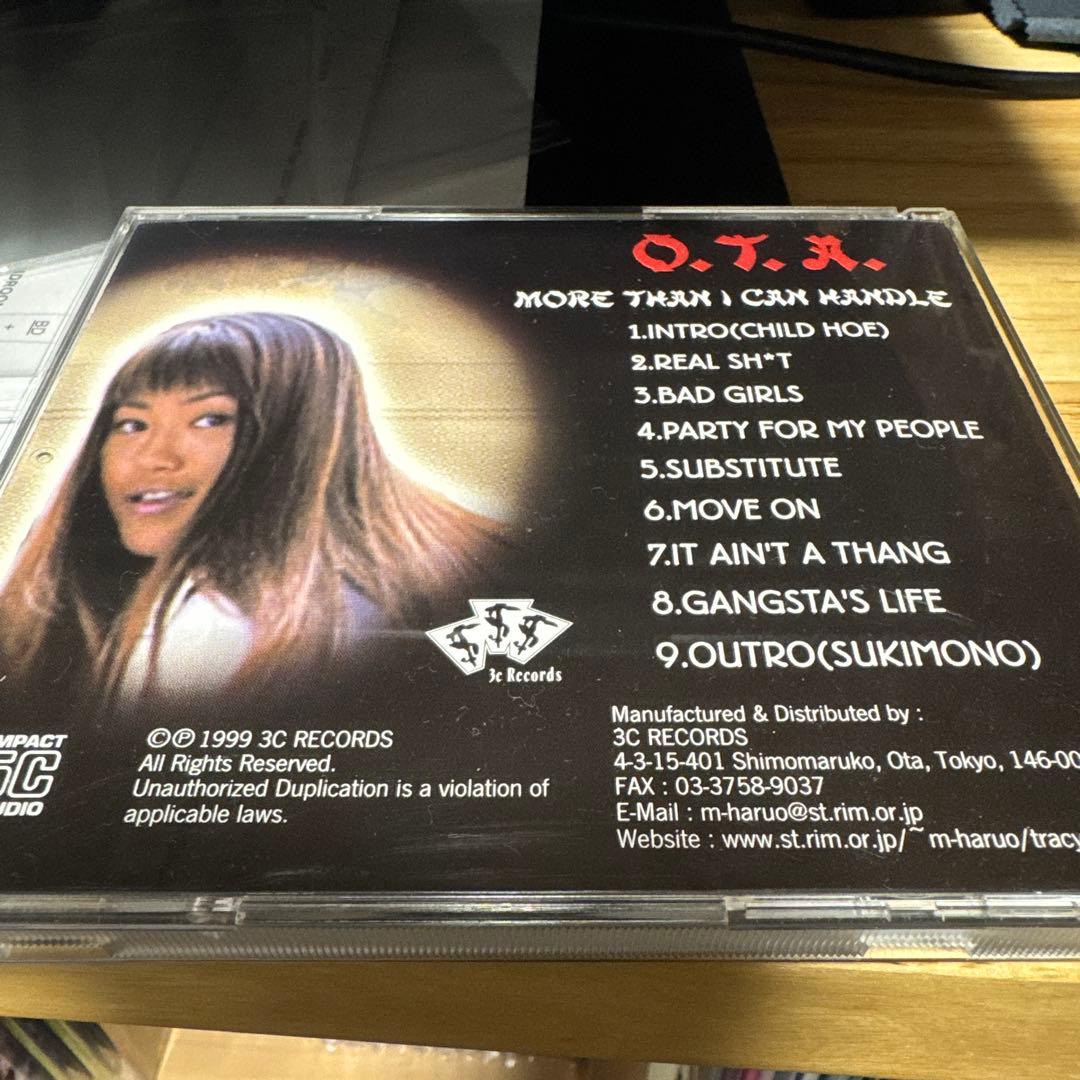 O.T.A.
MORE THAN I CAN HANDLE
1.INTRO(CHILD HOE)
2.REAL SH*T
3.BAD GIRLS
4.PARTY FOR MY PEOPLE
5.SUBSTITUTE
6.MOVE ON
7.IT AIN'T A THANG
8.GANGSTA'S LIFE
9.OUTRO(SUKIMONO)
3c Records
©℗ 1999 3C RECORDS
All Rights Reserved.
Unauthorized Duplication is a violation of
applicable laws.
Manufactured & Distributed by :
3C RECORDS
4-3-15-401 Shimomaruko, Ota, Tokyo, 146-00
FAX : 03-3758-9037
E-Mail : m-haruo@st.rim.or.jp
Website : www.st.rim.or.jp/~m-haruo/tracy
BD